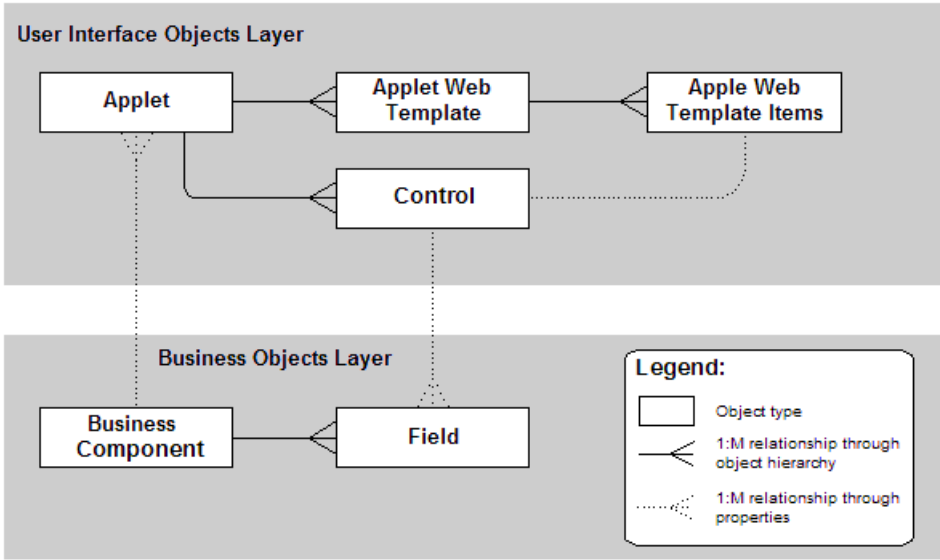 User Interface Objects Layer
Applet
Applet Web
Template
Apple Web
Template Items
Control
Business Objects Layer
Business
Component
Field
Legend:
Object type
1:M relationship through
object hierarchy
1:M relationship through
properties